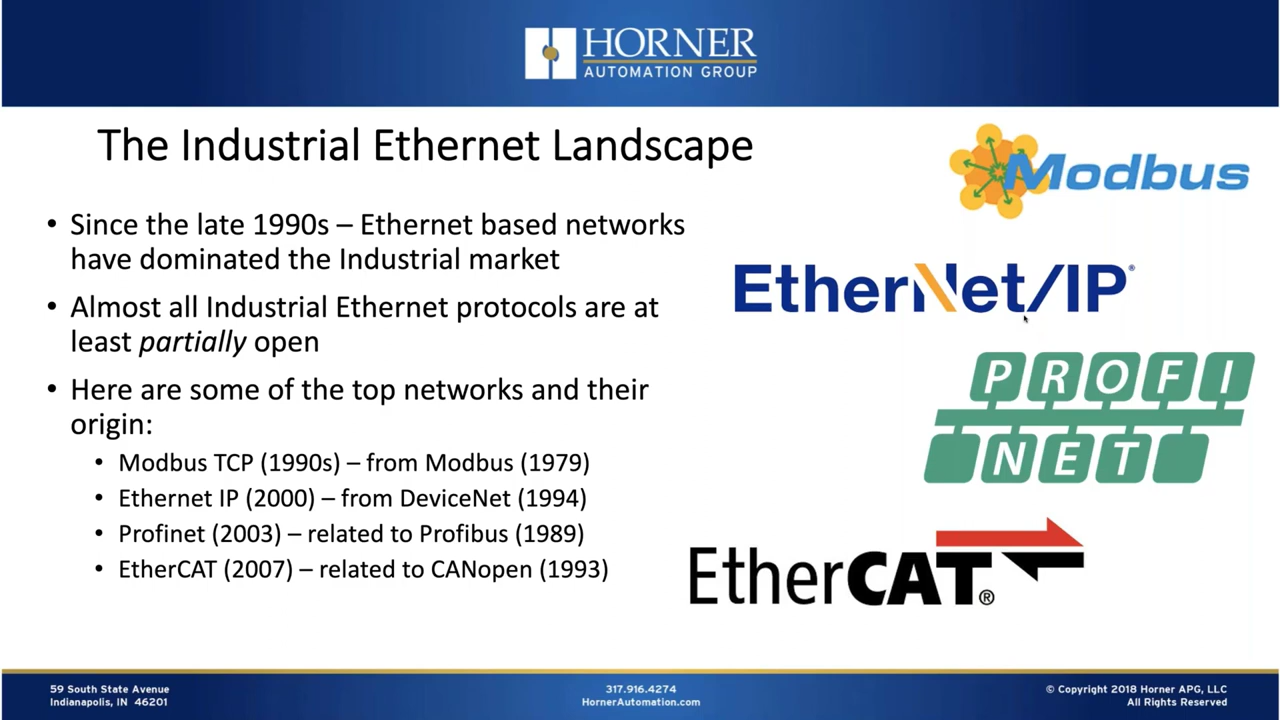 HORNER
AUTOMATION GROUP
The Industrial Ethernet Landscape
• Since the late 1990s – Ethernet based networks
have dominated the Industrial market
• Almost all Industrial Ethernet protocols are at
least partially open
• Here are some of the top networks and their
origin:
• Modbus TCP (1990s) – from Modbus (1979)
• Ethernet IP (2000) – from DeviceNet (1994)
• Profinet (2003) – related to Profibus (1989)
• EtherCAT (2007) – related to CANopen (1993)
Modbus
EtherNet/IP®
PROFI
NET
EtherCAT®
59 South State Avenue
Indianapolis, IN 46201
317.916.4274
HornerAutomation.com
© Copyright 2018 Horner APG, LLC
All Rights Reserved